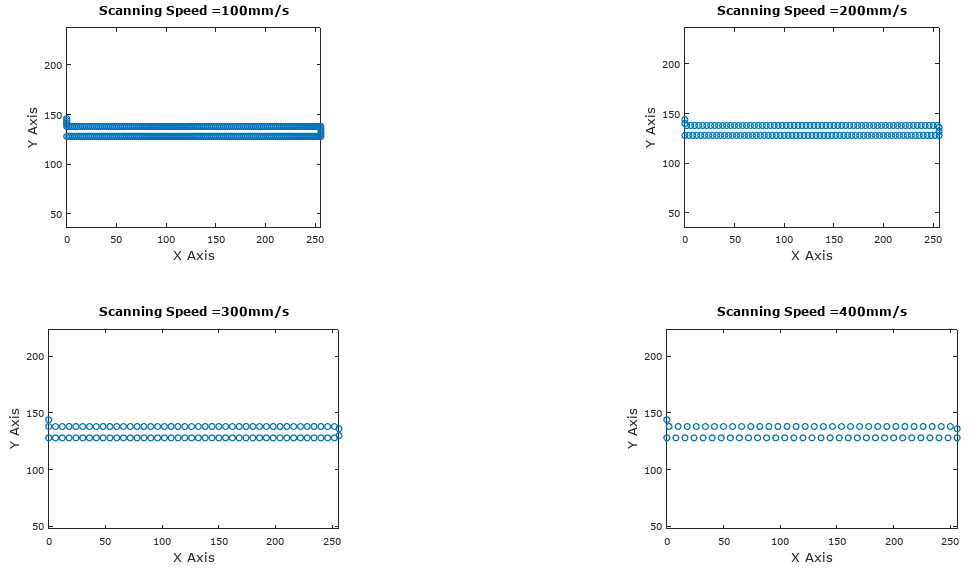 Scanning Speed =100mm/s
200
150
100
50
Y Axis
0 50 100 150 200 250
X Axis
Scanning Speed =200mm/s
200
150
100
50
Y Axis
0 50 100 150 200 250
X Axis
Scanning Speed =300mm/s
200
150
100
50
Y Axis
0 50 100 150 200 250
X Axis
Scanning Speed =400mm/s
200
150
100
50
Y Axis
0 50 100 150 200 250
X Axis